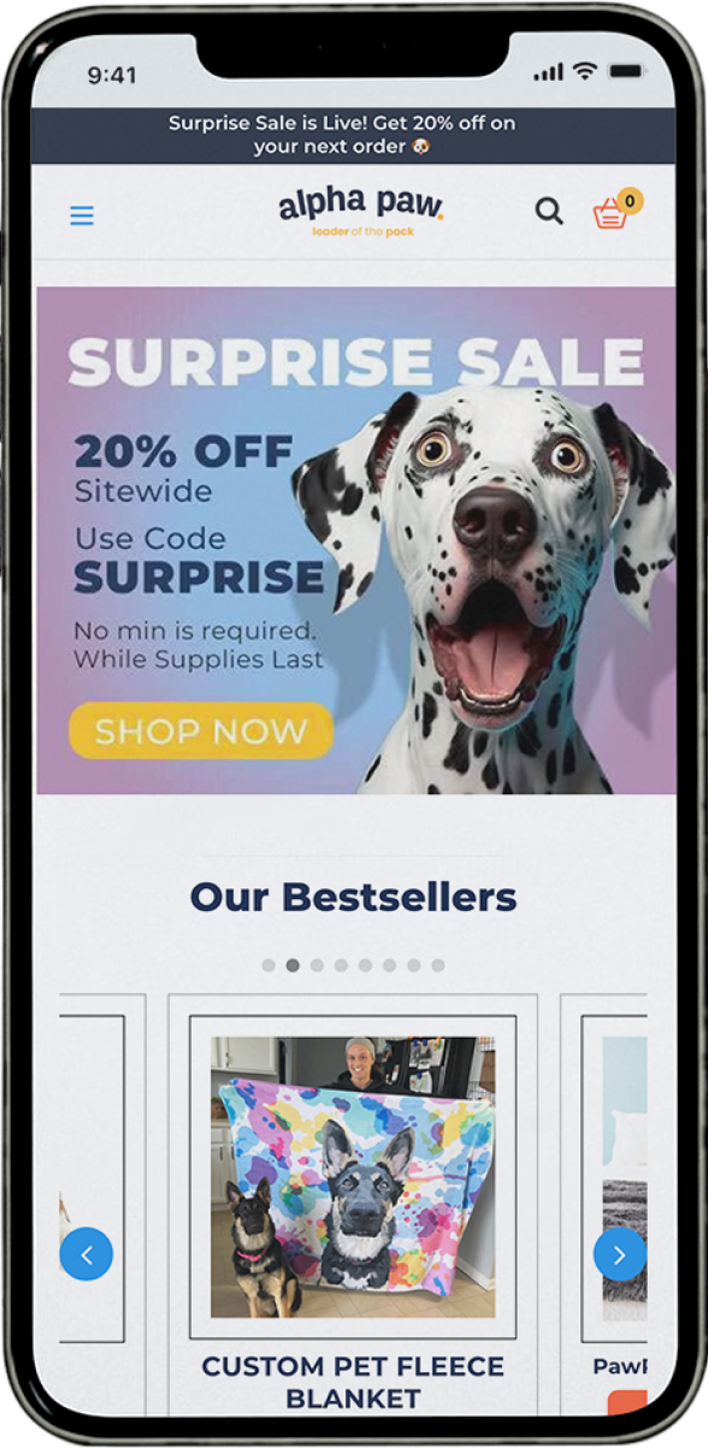 9:41
Surprise Sale is Live! Get 20% off on
your next order 🐶
alpha paw.
leader of the pack
0
SURPRISE SALE
20% OFF
Sitewide
Use Code
SURPRISE
No min is required.
While Supplies Last
SHOP NOW
Our Bestsellers
CUSTOM PET FLEECE
BLANKET